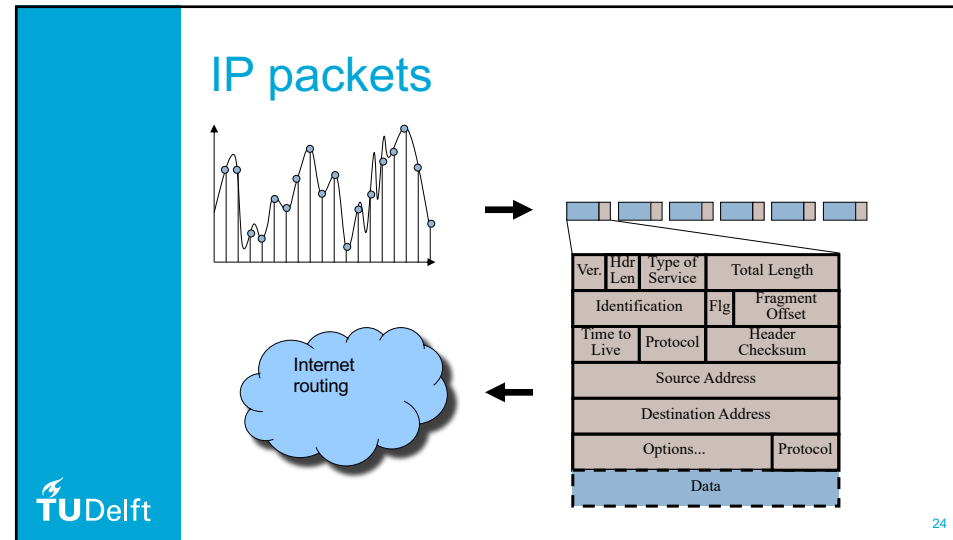 IP packets
Ver.
Hdr
Len
Type of
Service
Total Length
Identification
Flg
Fragment
Offset
Time to
Live
Protocol
Header
Checksum
Source Address
Destination Address
Options...
Protocol
Data
Internet
routing
TUDelft
24